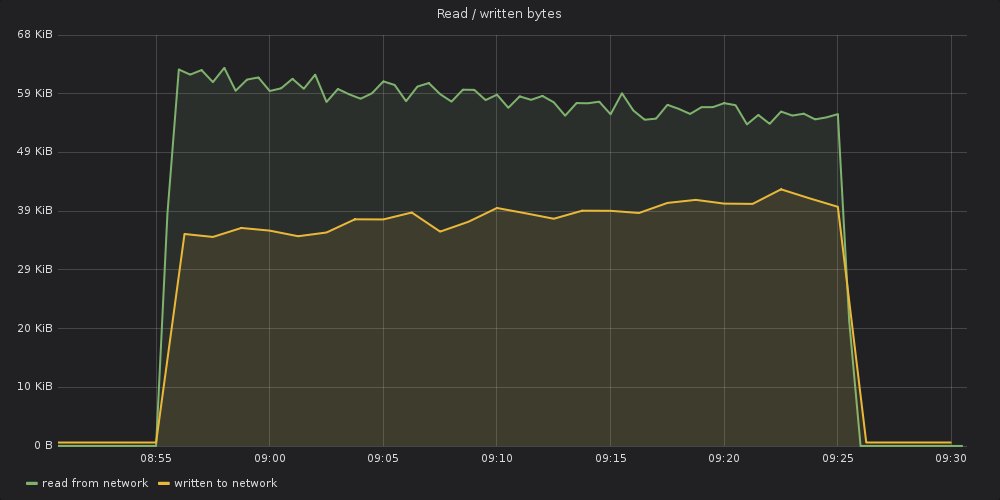 Read / written bytes
68 KiB
59 KiB
49 KiB
39 KiB
29 KiB
20 KiB
10 KiB
0 B
08:55 09:00 09:05 09:10 09:15 09:20 09:25 09:30
read from network written to network